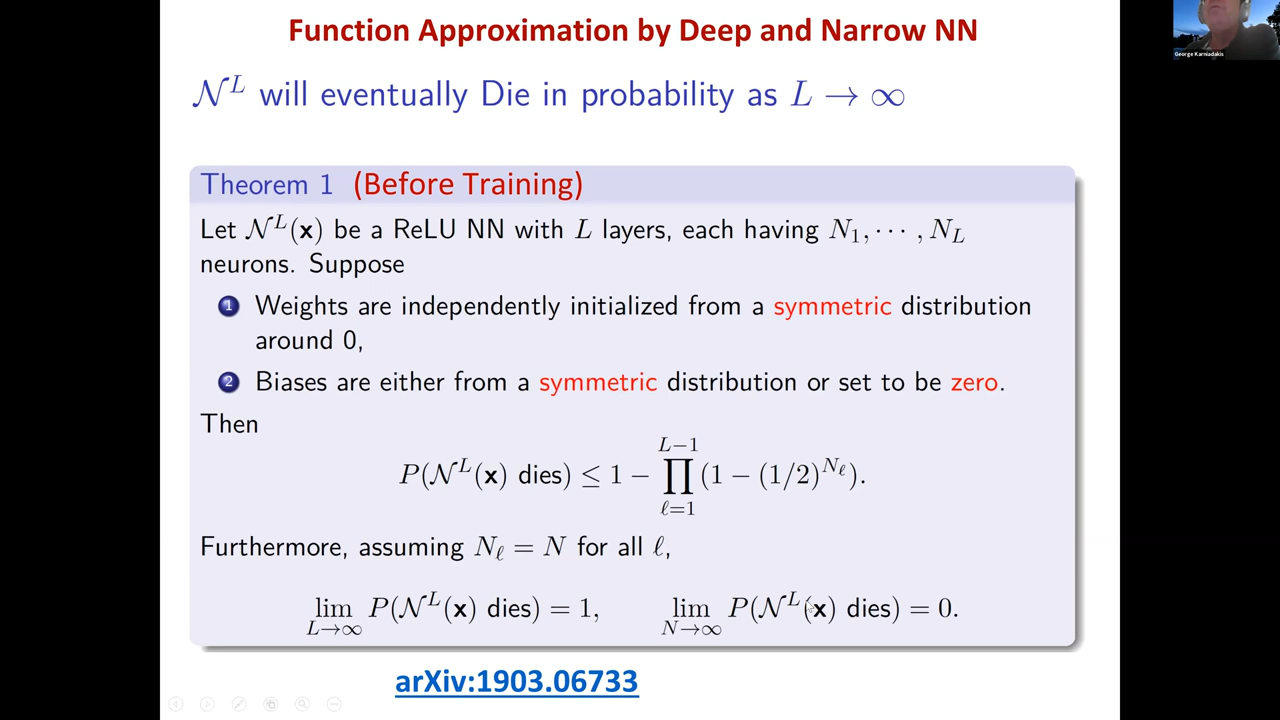 Function Approximation by Deep and Narrow NN
George Karniadakis
𝒩^L will eventually Die in probability as L → ∞
Theorem 1 (Before Training)
Let 𝒩^L(x) be a ReLU NN with L layers, each having N_1, ⋯ , N_L
neurons. Suppose
1 Weights are independently initialized from a symmetric distribution
around 0,
2 Biases are either from a symmetric distribution or set to be zero.
Then
P(𝒩^L(x) dies) ≤ 1 − ∏_{ℓ=1}^{L−1} (1 − (1/2)^{N_ℓ}).
Furthermore, assuming N_ℓ = N for all ℓ,
lim_{L→∞} P(𝒩^L(x) dies) = 1, lim_{N→∞} P(𝒩^L(x) dies) = 0.
arXiv:1903.06733